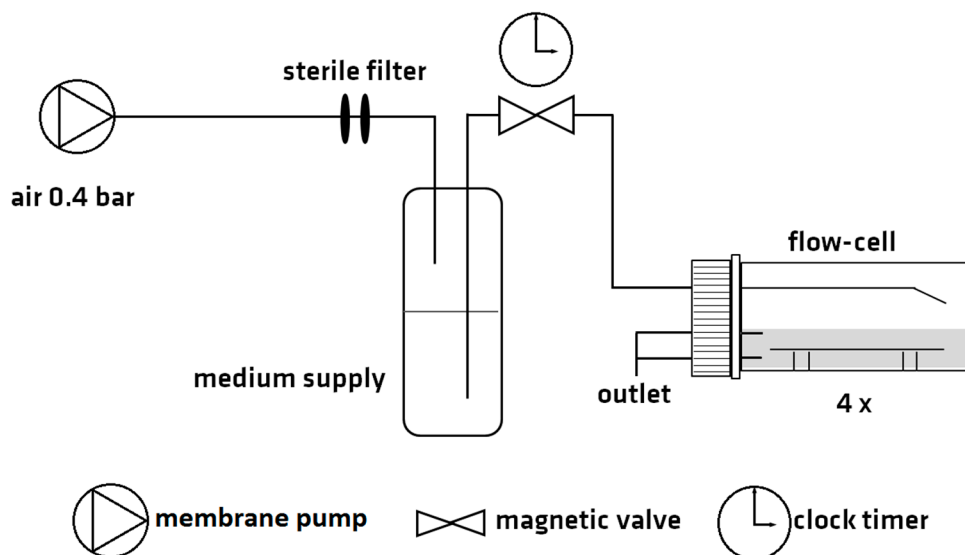 sterile filter
air 0.4 bar
flow-cell
medium supply
outlet
4 x
membrane pump
magnetic valve
clock timer